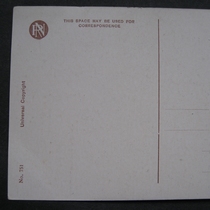 THIS SPACE MAY BE USED FOR
CORRESPONDENCE.
Universal Copyright
No. 731